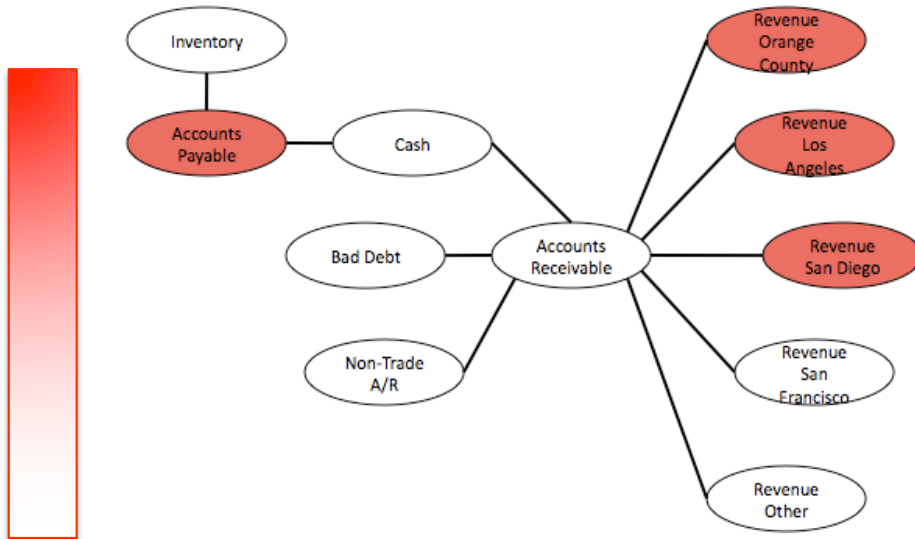 Inventory
Accounts
Payable
Cash
Bad Debt
Non-Trade
A/R
Accounts
Receivable
Revenue
Orange
County
Revenue
Los
Angeles
Revenue
San Diego
Revenue
San
Francisco
Revenue
Other